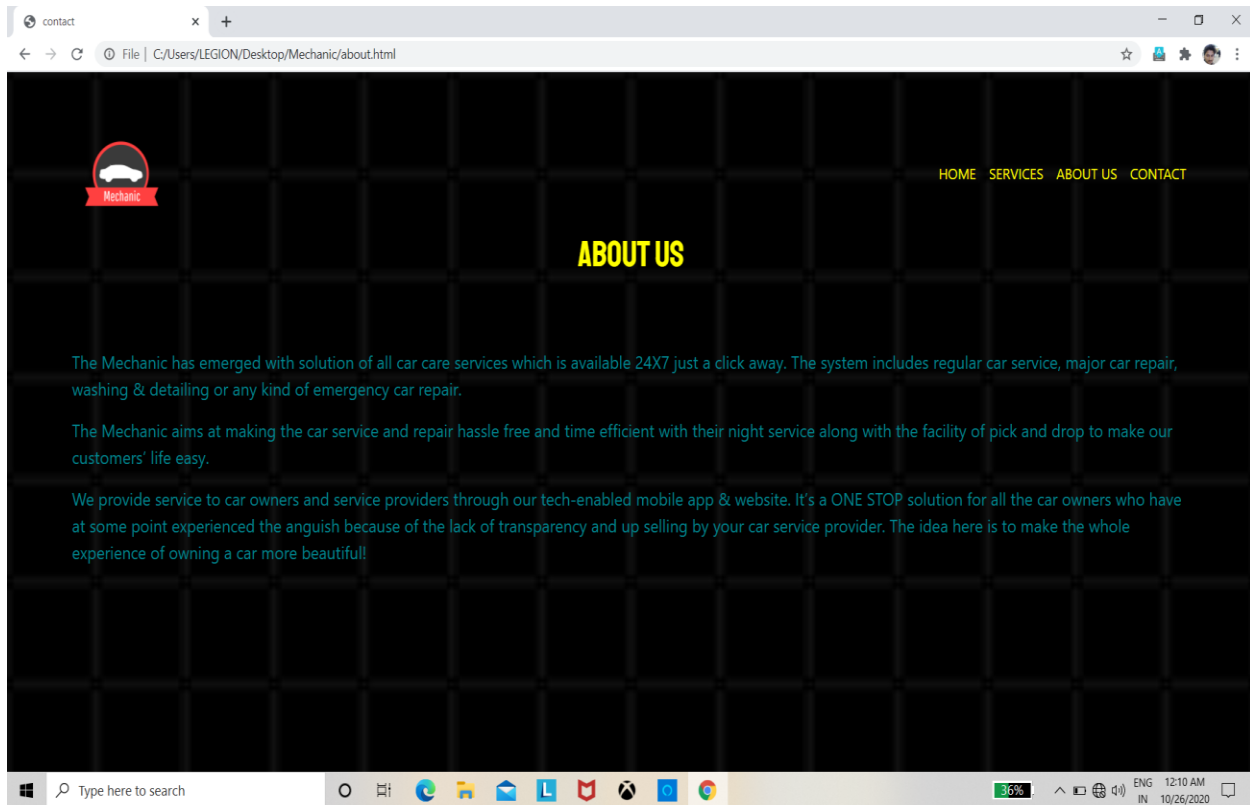 contact
File | C:/Users/LEGION/Desktop/Mechanic/about.html
Mechanic
HOME SERVICES ABOUT US CONTACT
ABOUT US
The Mechanic has emerged with solution of all car care services which is available 24X7 just a click away. The system includes regular car service, major car repair,
washing & detailing or any kind of emergency car repair.
The Mechanic aims at making the car service and repair hassle free and time efficient with their night service along with the facility of pick and drop to make our
customers' life easy.
We provide service to car owners and service providers through our tech-enabled mobile app & website. It's a ONE STOP solution for all the car owners who have
at some point experienced the anguish because of the lack of transparency and up selling by your car service provider. The idea here is to make the whole
experience of owning a car more beautiful!
Type here to search
L
36%
ENG 12:10 AM
IN 10/26/2020